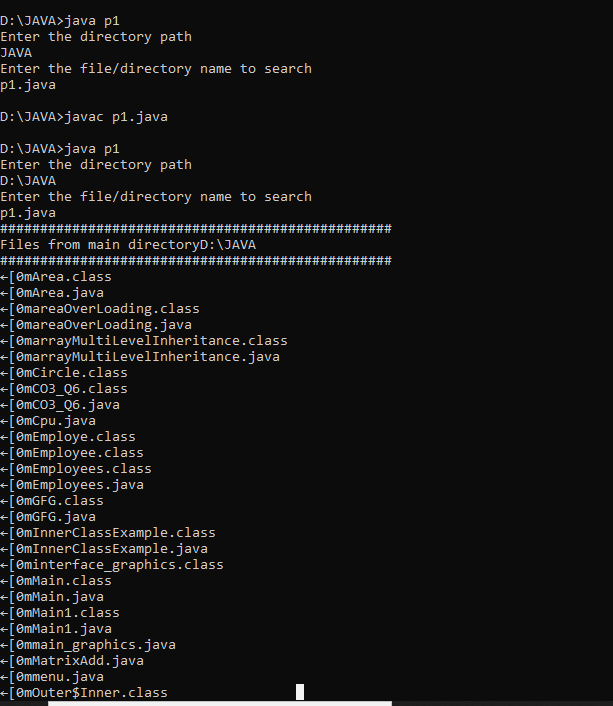 D:\JAVA>java p1
Enter the directory path
JAVA
Enter the file/directory name to search
p1.java
D:\JAVA>javac p1.java
D:\JAVA>java p1
Enter the directory path
D:\JAVA
Enter the file/directory name to search
p1.java
#################################################
Files from main directoryD:\JAVA
#################################################
←[0mArea.class
←[0mArea.java
←[0mareaOverLoading.class
←[0mareaOverLoading.java
←[0marrayMultiLevelInheritance.class
←[0marrayMultiLevelInheritance.java
←[0mCircle.class
←[0mCO3_Q6.class
←[0mCO3_Q6.java
←[0mCpu.java
←[0mEmploye.class
←[0mEmployee.class
←[0mEmployees.class
←[0mEmployees.java
←[0mGFG.class
←[0mGFG.java
←[0mInnerClassExample.class
←[0mInnerClassExample.java
←[0minterface_graphics.class
←[0mMain.class
←[0mMain.java
←[0mMain1.class
←[0mMain1.java
←[0mmain_graphics.java
←[0mMatrixAdd.java
←[0mmenu.java
←[0mOuter$Inner.class